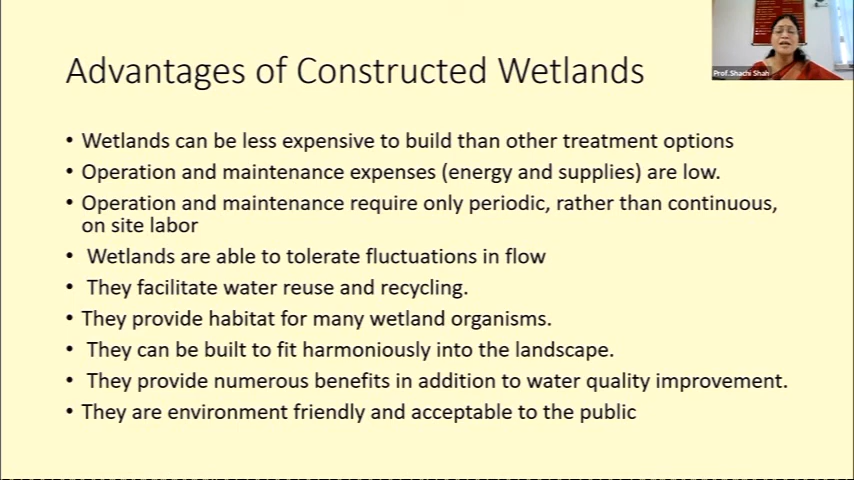 Advantages of Constructed Wetlands
Prof.Shachi Shah
• Wetlands can be less expensive to build than other treatment options
• Operation and maintenance expenses (energy and supplies) are low.
• Operation and maintenance require only periodic, rather than continuous,
on site labor
• Wetlands are able to tolerate fluctuations in flow
• They facilitate water reuse and recycling.
• They provide habitat for many wetland organisms.
• They can be built to fit harmoniously into the landscape.
• They provide numerous benefits in addition to water quality improvement.
• They are environment friendly and acceptable to the public